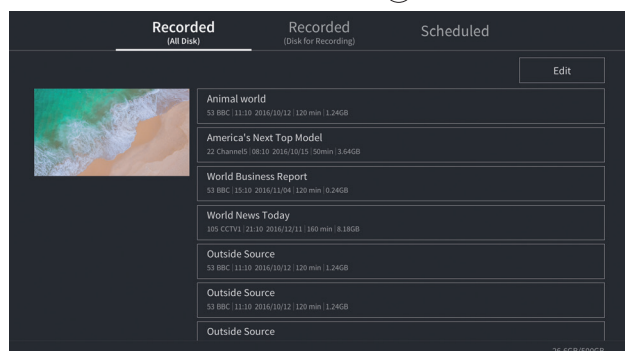 Recorded
(All Disk)
Recorded
(Disk for Recording)
Scheduled
Edit
Animal world
53 BBC | 11:10 2016/10/12 | 120 min | 1.24GB
America's Next Top Model
22 Channel5 | 08:10 2016/10/15 | 50min | 3.64GB
World Business Report
53 BBC | 15:10 2016/11/04 | 120 min | 0.24GB
World News Today
105 CCTV1 | 21:10 2016/12/11 | 160 min | 8.18GB
Outside Source
53 BBC | 11:10 2016/10/12 | 120 min | 1.24GB
Outside Source
53 BBC | 11:10 2016/10/12 | 120 min | 1.24GB
Outside Source
26.6GB/500GB